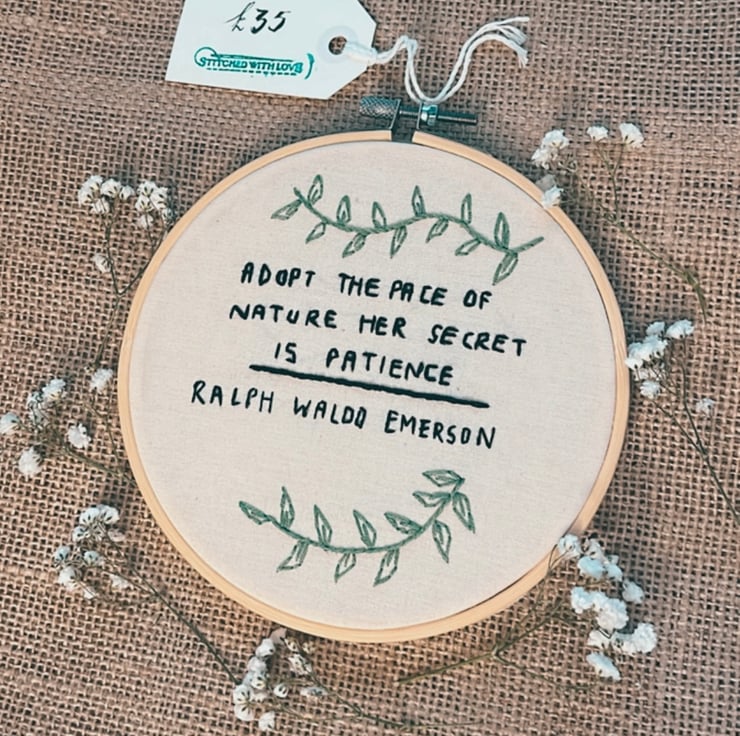 £35
STITCHED WITH LOVE
ADOPT THE PACE OF
NATURE HER SECRET
IS PATIENCE
RALPH WALDO EMERSON